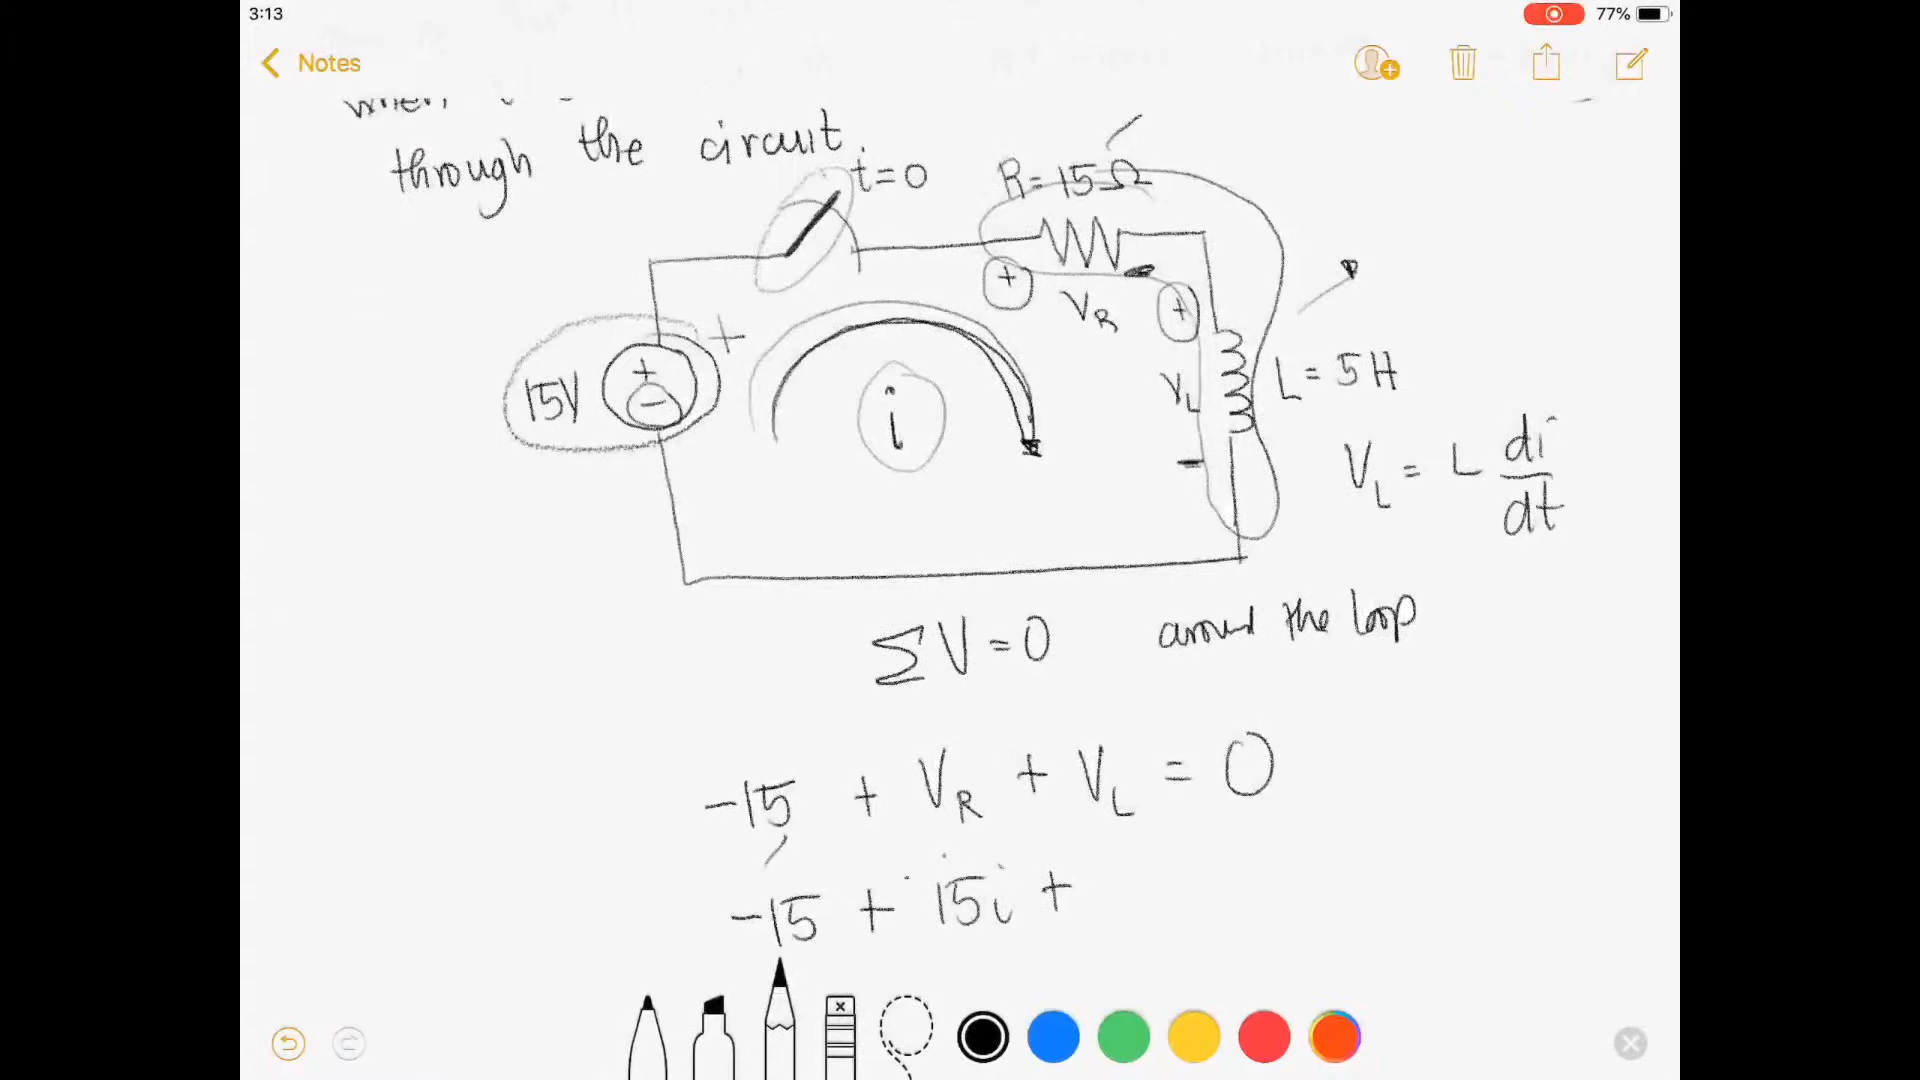 3:13
77%
Notes
when
through the circuit.
t=0
R=15Ω
+
+
VR
+
+
15V
-
i
VL
L = 5H
-
VL = L di/dt
ΣV=0 around the loop
-15 + VR + VL = 0
-15 + 15i +